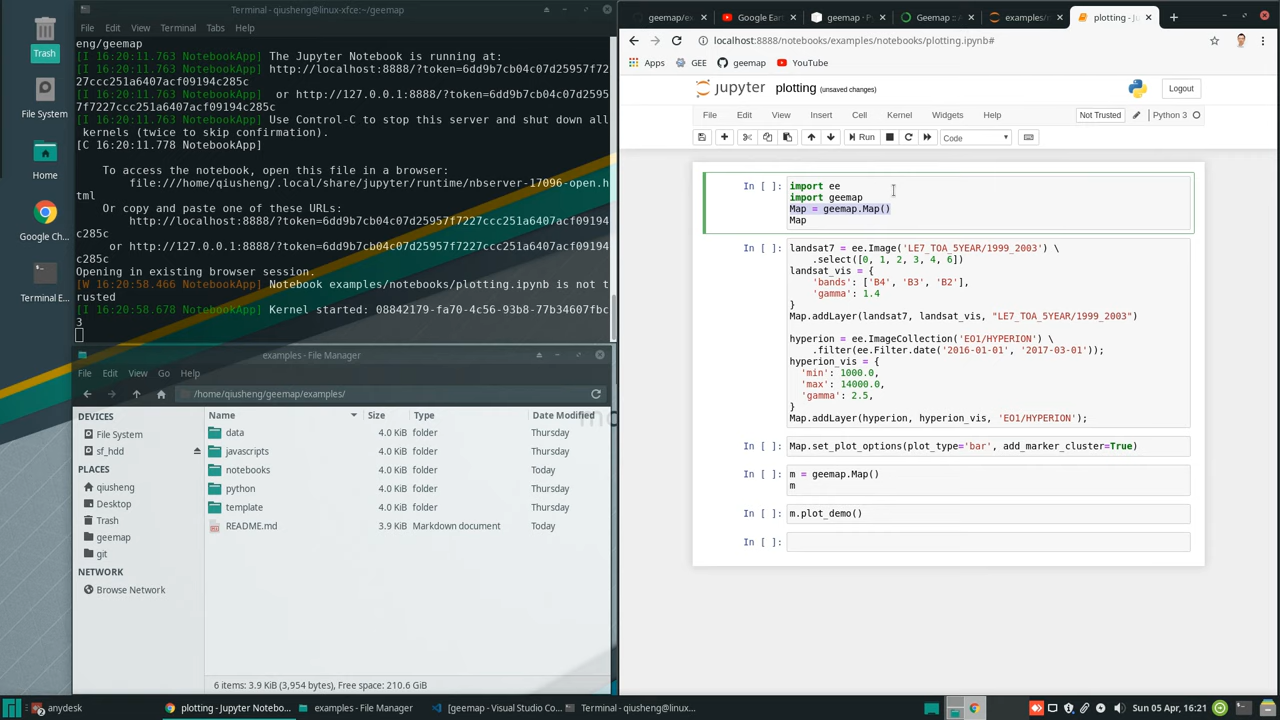 Terminal - qiusheng@linux-xfce:~/geemap
File Edit View Terminal Tabs Help
eng/geemap
[I 16:20:11.763 NotebookApp] The Jupyter Notebook is running at:
[I 16:20:11.763 NotebookApp] http://localhost:8888/?token=6dd9b7cb04c07d25957f72
27ccc251a6407acf09194c285c
[I 16:20:11.763 NotebookApp]  or http://127.0.0.1:8888/?token=6dd9b7cb04c07d2595
7f7227ccc251a6407acf09194c285c
[I 16:20:11.763 NotebookApp] Use Control-C to stop this server and shut down all
kernels (twice to skip confirmation).
[C 16:20:11.778 NotebookApp]
To access the notebook, open this file in a browser:
file:///home/qiusheng/.local/share/jupyter/runtime/nbserver-17096-open.h
tml
Or copy and paste one of these URLs:
http://localhost:8888/?token=6dd9b7cb04c07d25957f7227ccc251a6407acf09194
c285c
or http://127.0.0.1:8888/?token=6dd9b7cb04c07d25957f7227ccc251a6407acf09194
c285c
Opening in existing browser session.
[W 16:20:58.466 NotebookApp] Notebook examples/notebooks/plotting.ipynb is not t
rusted
[I 16:20:58.678 NotebookApp] Kernel started: 08842179-fa70-4c56-93b8-77b34607fbc
3
Trash
File System
Home
Google Ch...
Terminal E...
examples - File Manager
File Edit View Go Help
/home/qiusheng/geemap/examples/
DEVICES
File System
sf_hdd
PLACES
qiusheng
Desktop
Trash
geemap
git
NETWORK
Browse Network
Name Size Type Date Modified
data 4.0 KiB folder Thursday
javascripts 4.0 KiB folder Thursday
notebooks 4.0 KiB folder Today
python 4.0 KiB folder Thursday
template 4.0 KiB folder Thursday
README.md 3.9 KiB Markdown document Today
6 items: 3.9 KiB (3,954 bytes), Free space: 210.6 GiB
geemap/ex Google Eart geemap · P Geemap :: A examples/ plotting - Ju
localhost:8888/notebooks/examples/notebooks/plotting.ipynb#
Apps GEE geemap YouTube
jupyter plotting (unsaved changes) Logout
File Edit View Insert Cell Kernel Widgets Help Not Trusted Python 3
Run Code
In [ ]: import ee
import geemap
Map = geemap.Map()
Map
In [ ]: landsat7 = ee.Image('LE7_TOA_5YEAR/1999_2003') \
.select([0, 1, 2, 3, 4, 6])
landsat_vis = {
'bands': ['B4', 'B3', 'B2'],
'gamma': 1.4
}
Map.addLayer(landsat7, landsat_vis, "LE7_TOA_5YEAR/1999_2003")
hyperion = ee.ImageCollection('EO1/HYPERION') \
.filter(ee.Filter.date('2016-01-01', '2017-03-01'));
hyperion_vis = {
'min': 1000.0,
'max': 14000.0,
'gamma': 2.5,
}
Map.addLayer(hyperion, hyperion_vis, 'EO1/HYPERION');
In [ ]: Map.set_plot_options(plot_type='bar', add_marker_cluster=True)
In [ ]: m = geemap.Map()
m
In [ ]: m.plot_demo()
In [ ]:
anydesk plotting - Jupyter Notebo... examples - File Manager [geemap - Visual Studio Co... Terminal - qiusheng@linux... Sun 05 Apr, 16:21